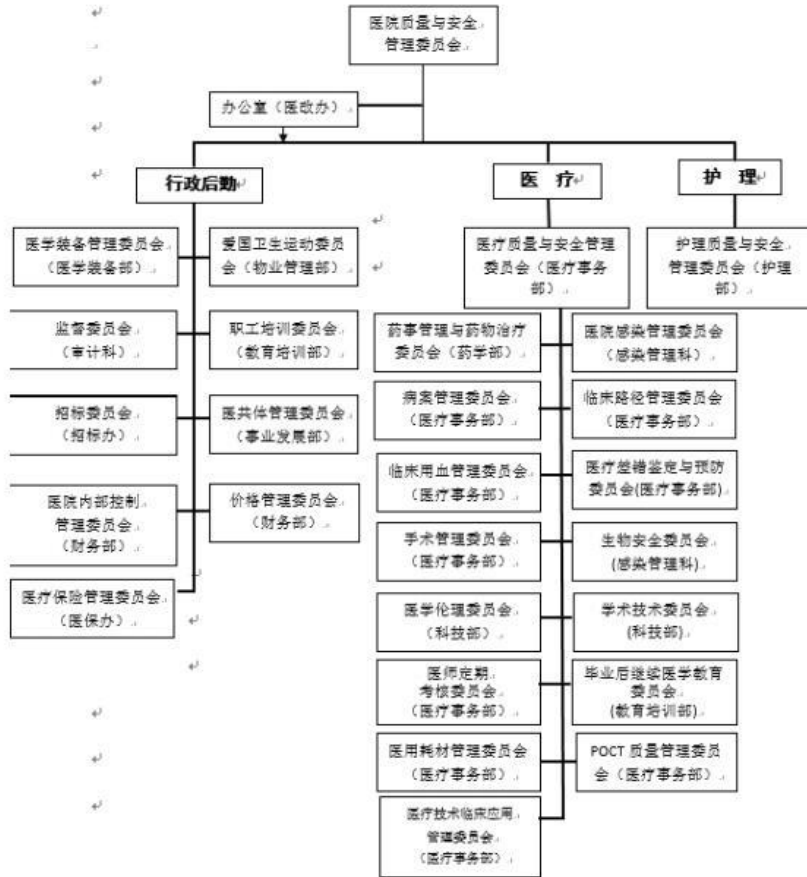 医院质量与安全
管理委员会
办公室（医改办）
行政后勤
医 疗
护 理
医学装备管理委员会
（医学装备部）
爱国卫生运动委员
会（物业管理部）
医疗质量与安全管理
委员会（医疗事务
部）
护理质量与安全
管理委员会（护理
部）
监督委员会
（审计科）
职工培训委员会
（教育培训部）
药事管理与药物治疗
委员会（药学部）
医院感染管理委员会
（感染管理科）
招标委员会
（招标办）
医共体管理委员会
（事业发展部）
病案管理委员会
（医疗事务部）
临床路径管理委员会
（医疗事务部）
临床用血管理委员会
（医疗事务部）
医疗差错鉴定与预防
委员会(医疗事务部)
医院内部控制
管理委员会
（财务部）
价格管理委员会
（财务部）
手术管理委员会
（医疗事务部）
生物安全委员会
(感染管理科)
医疗保险管理委员会
（医保办）
医学伦理委员会
（科技部）
学术技术委员会
(科技部)
医师定期
考核委员会
（医疗事务部）
毕业后继续医学教育
委员会
(教育培训部)
医用耗材管理委员会
（医疗事务部）
POCT 质量管理委员
会（医疗事务部）
医疗技术临床应用
管理委员会
（医疗事务部）